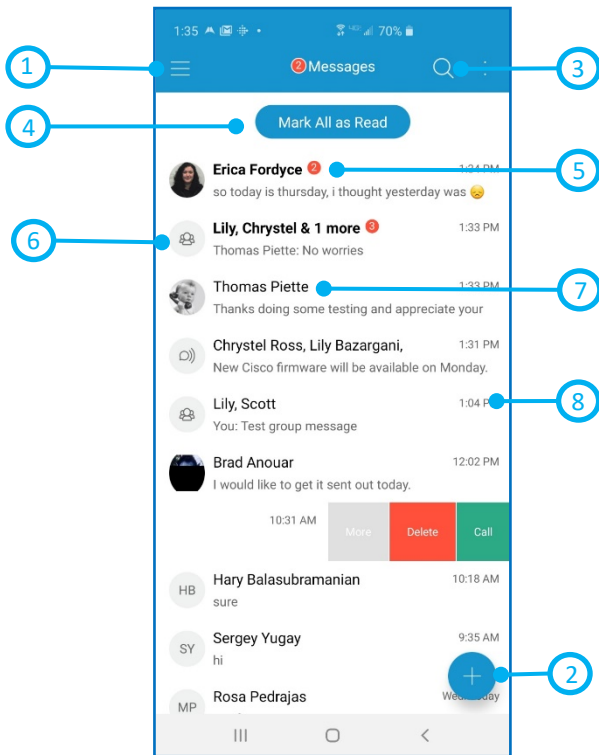 1:35 70%
1
2 Messages
3
4
Mark All as Read
Erica Fordyce 2 1:34 PM
5
so today is thursday, i thought yesterday was 😞
6
Lily, Chrystel & 1 more 3 1:33 PM
Thomas Piette: No worries
Thomas Piette 1:33 PM
7
Thanks doing some testing and appreciate your
Chrystel Ross, Lily Bazargani, 1:31 PM
New Cisco firmware will be available on Monday.
Lily, Scott 1:04 P
8
You: Test group message
Brad Anouar 12:02 PM
I would like to get it sent out today.
10:31 AM More Delete Call
HB Hary Balasubramanian 10:18 AM
sure
SY Sergey Yugay 9:35 AM
hi
2
MP Rosa Pedrajas